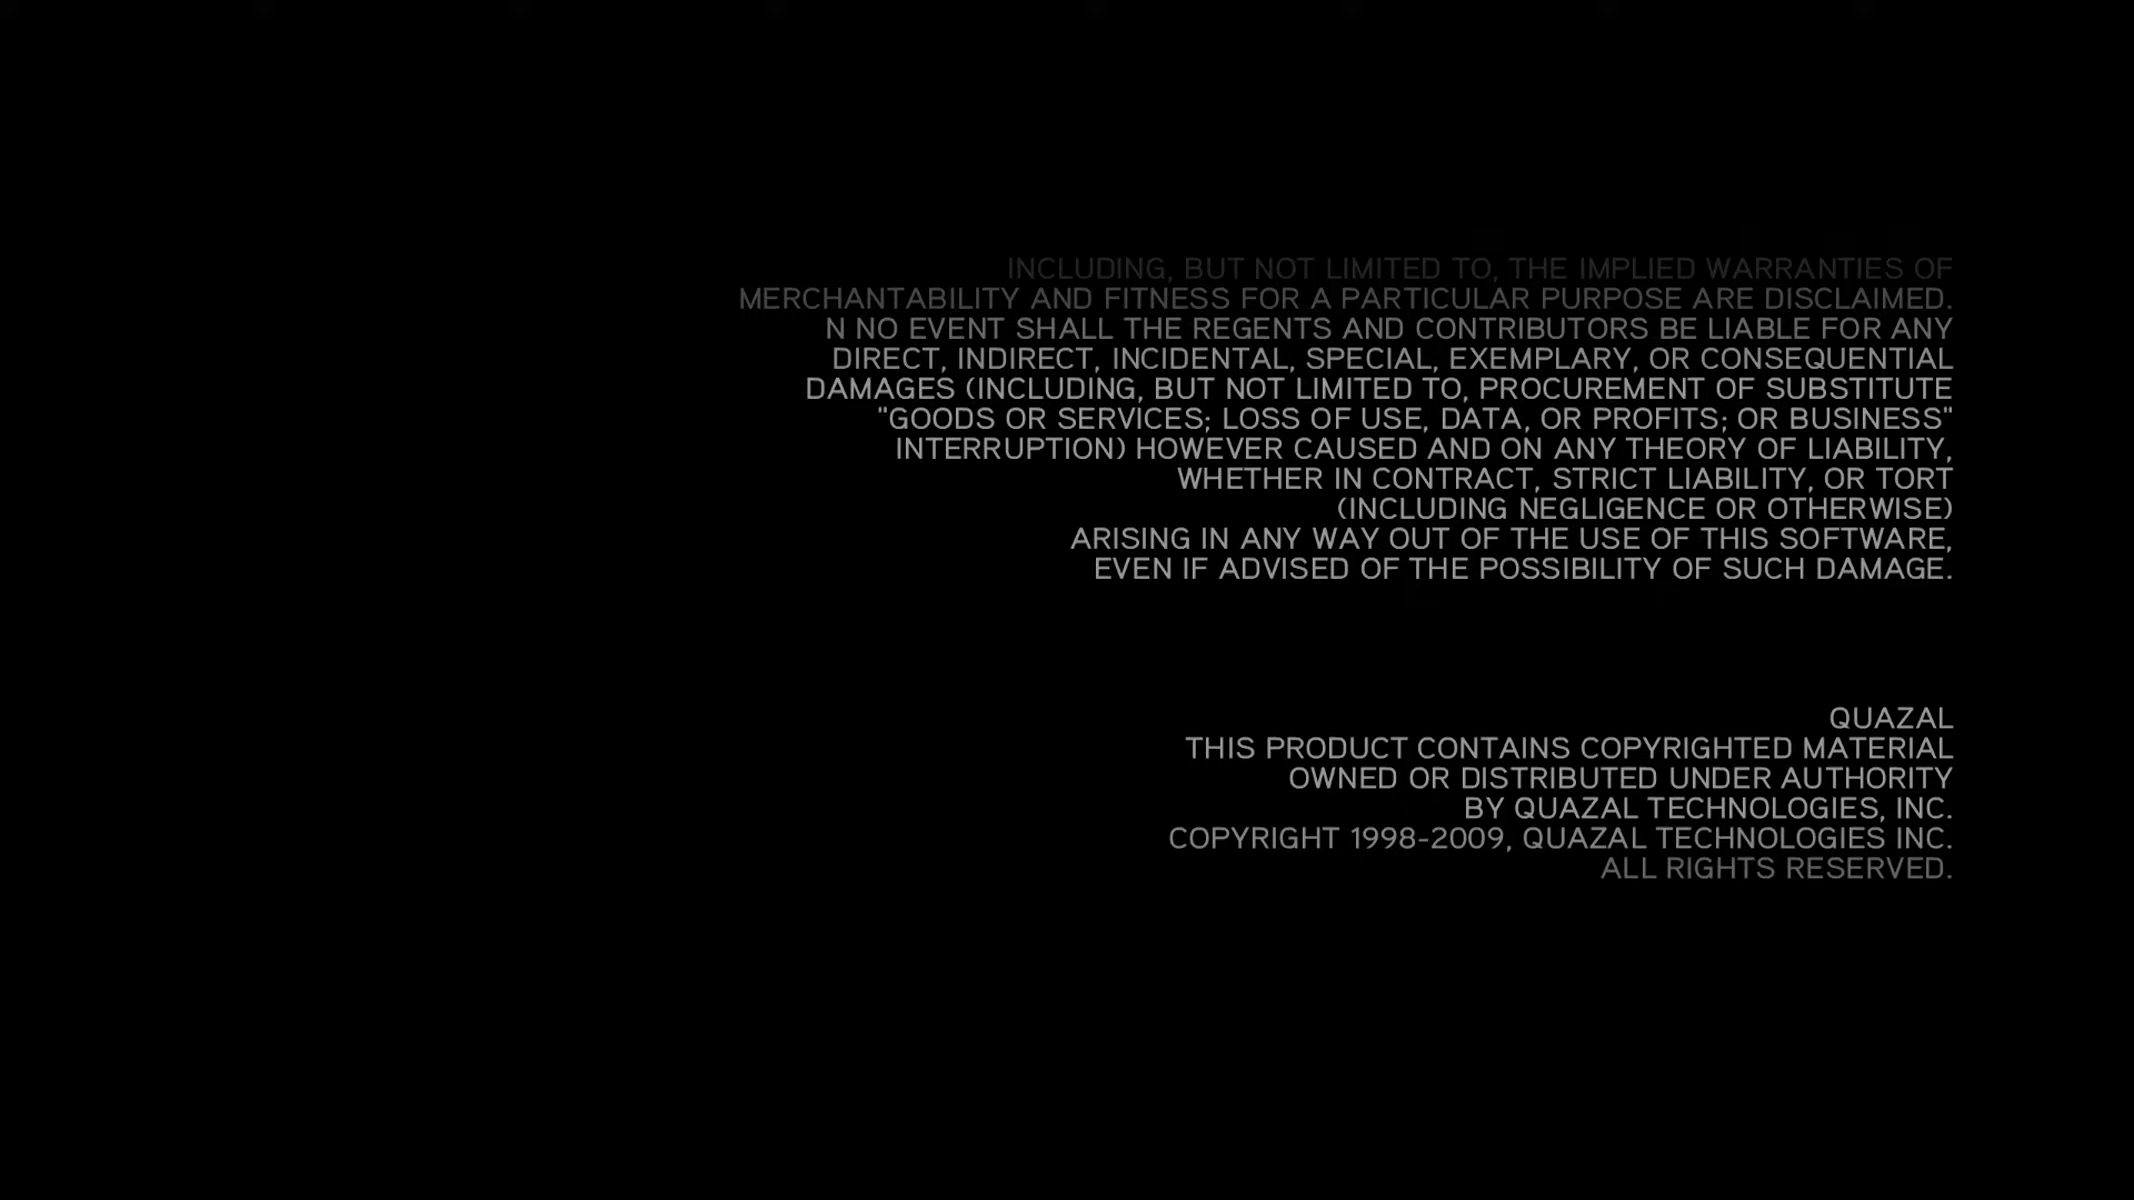 INCLUDING, BUT NOT LIMITED TO, THE IMPLIED WARRANTIES OF
MERCHANTABILITY AND FITNESS FOR A PARTICULAR PURPOSE ARE DISCLAIMED.
N NO EVENT SHALL THE REGENTS AND CONTRIBUTORS BE LIABLE FOR ANY
DIRECT, INDIRECT, INCIDENTAL, SPECIAL, EXEMPLARY, OR CONSEQUENTIAL
DAMAGES (INCLUDING, BUT NOT LIMITED TO, PROCUREMENT OF SUBSTITUTE
"GOODS OR SERVICES; LOSS OF USE, DATA, OR PROFITS; OR BUSINESS"
INTERRUPTION) HOWEVER CAUSED AND ON ANY THEORY OF LIABILITY,
WHETHER IN CONTRACT, STRICT LIABILITY, OR TORT
(INCLUDING NEGLIGENCE OR OTHERWISE)
ARISING IN ANY WAY OUT OF THE USE OF THIS SOFTWARE,
EVEN IF ADVISED OF THE POSSIBILITY OF SUCH DAMAGE.
QUAZAL
THIS PRODUCT CONTAINS COPYRIGHTED MATERIAL
OWNED OR DISTRIBUTED UNDER AUTHORITY
BY QUAZAL TECHNOLOGIES, INC.
COPYRIGHT 1998-2009, QUAZAL TECHNOLOGIES INC.
ALL RIGHTS RESERVED.